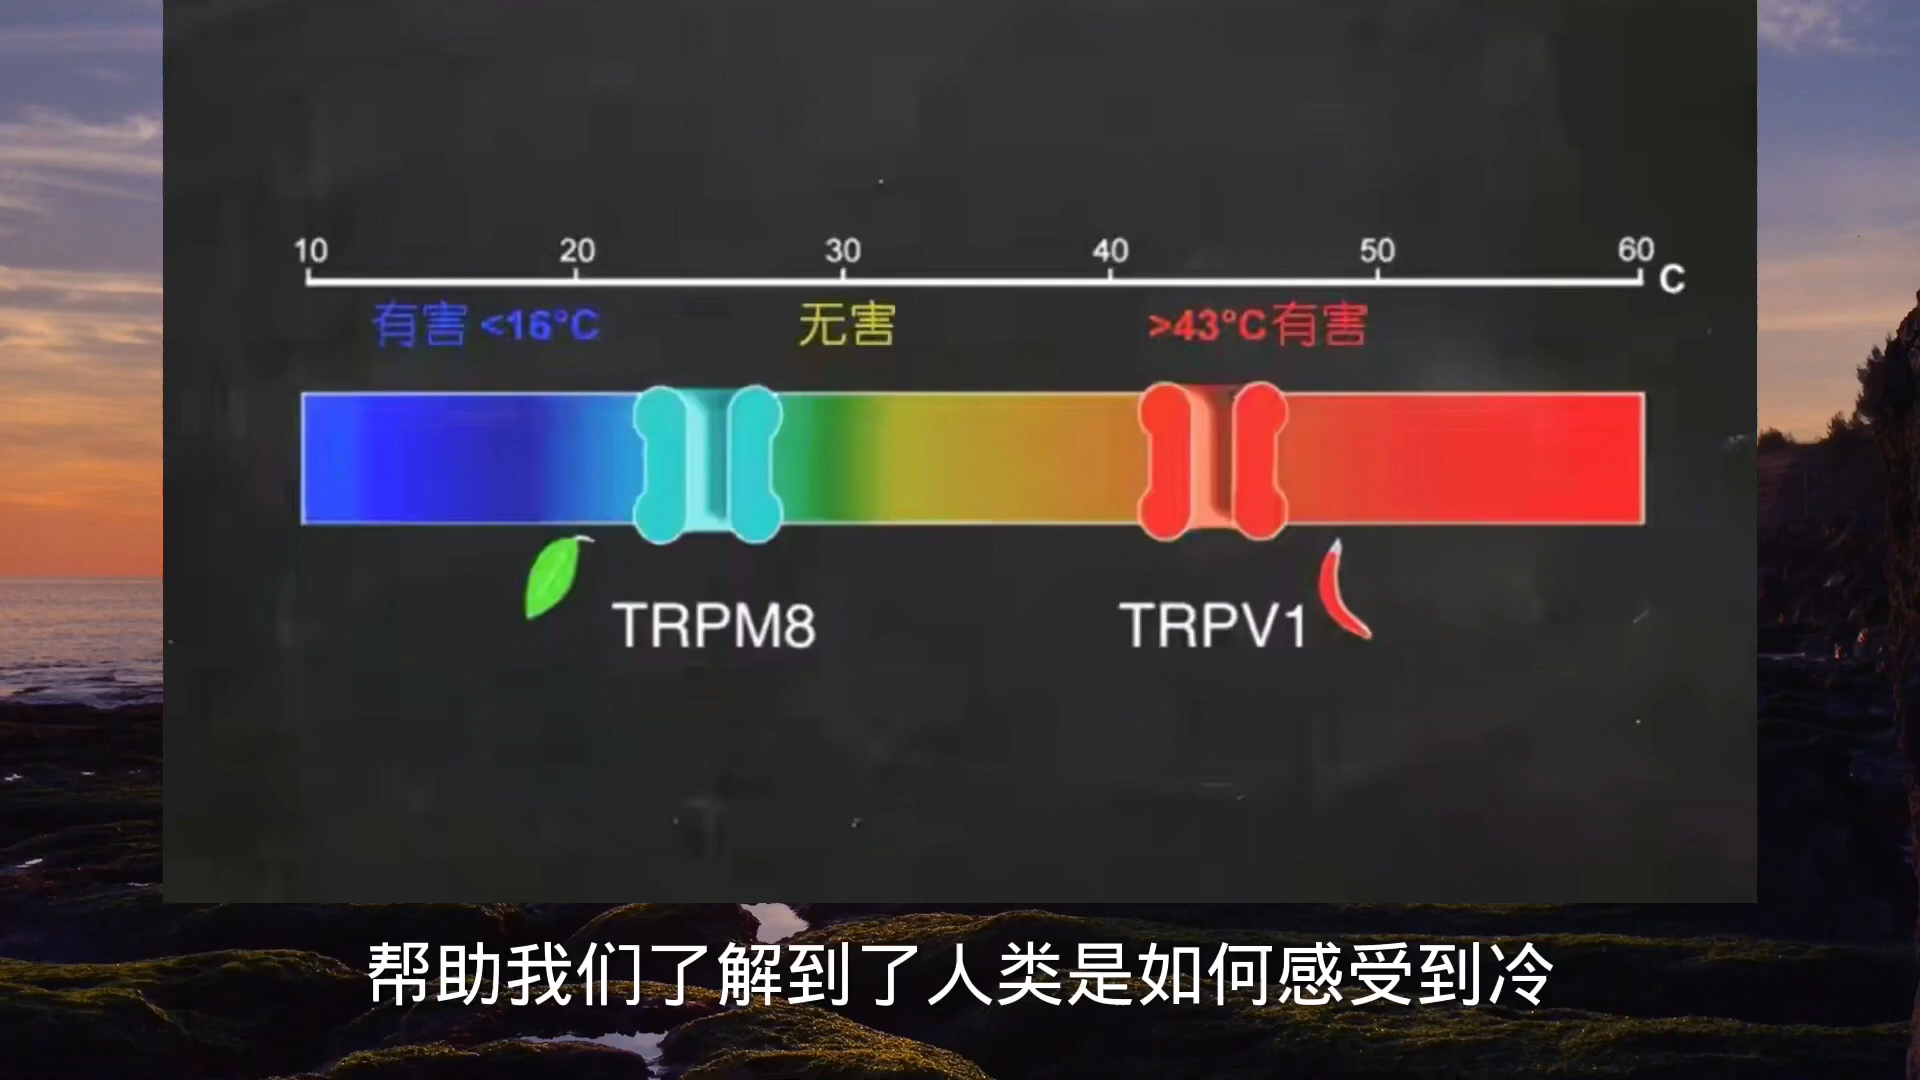 10 20 30 40 50 60 C
有害 <16°C 无害 >43°C 有害
TRPM8 TRPV1
帮助我们了解到了人类是如何感受到冷